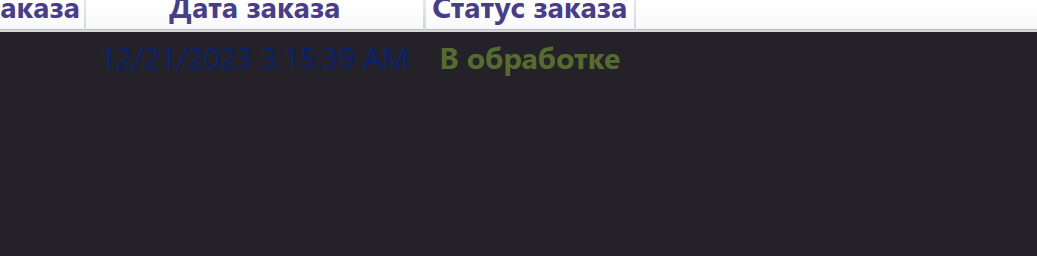 аказа Дата заказа Статус заказа
12/21/2023 3:15:39 AM В обработке